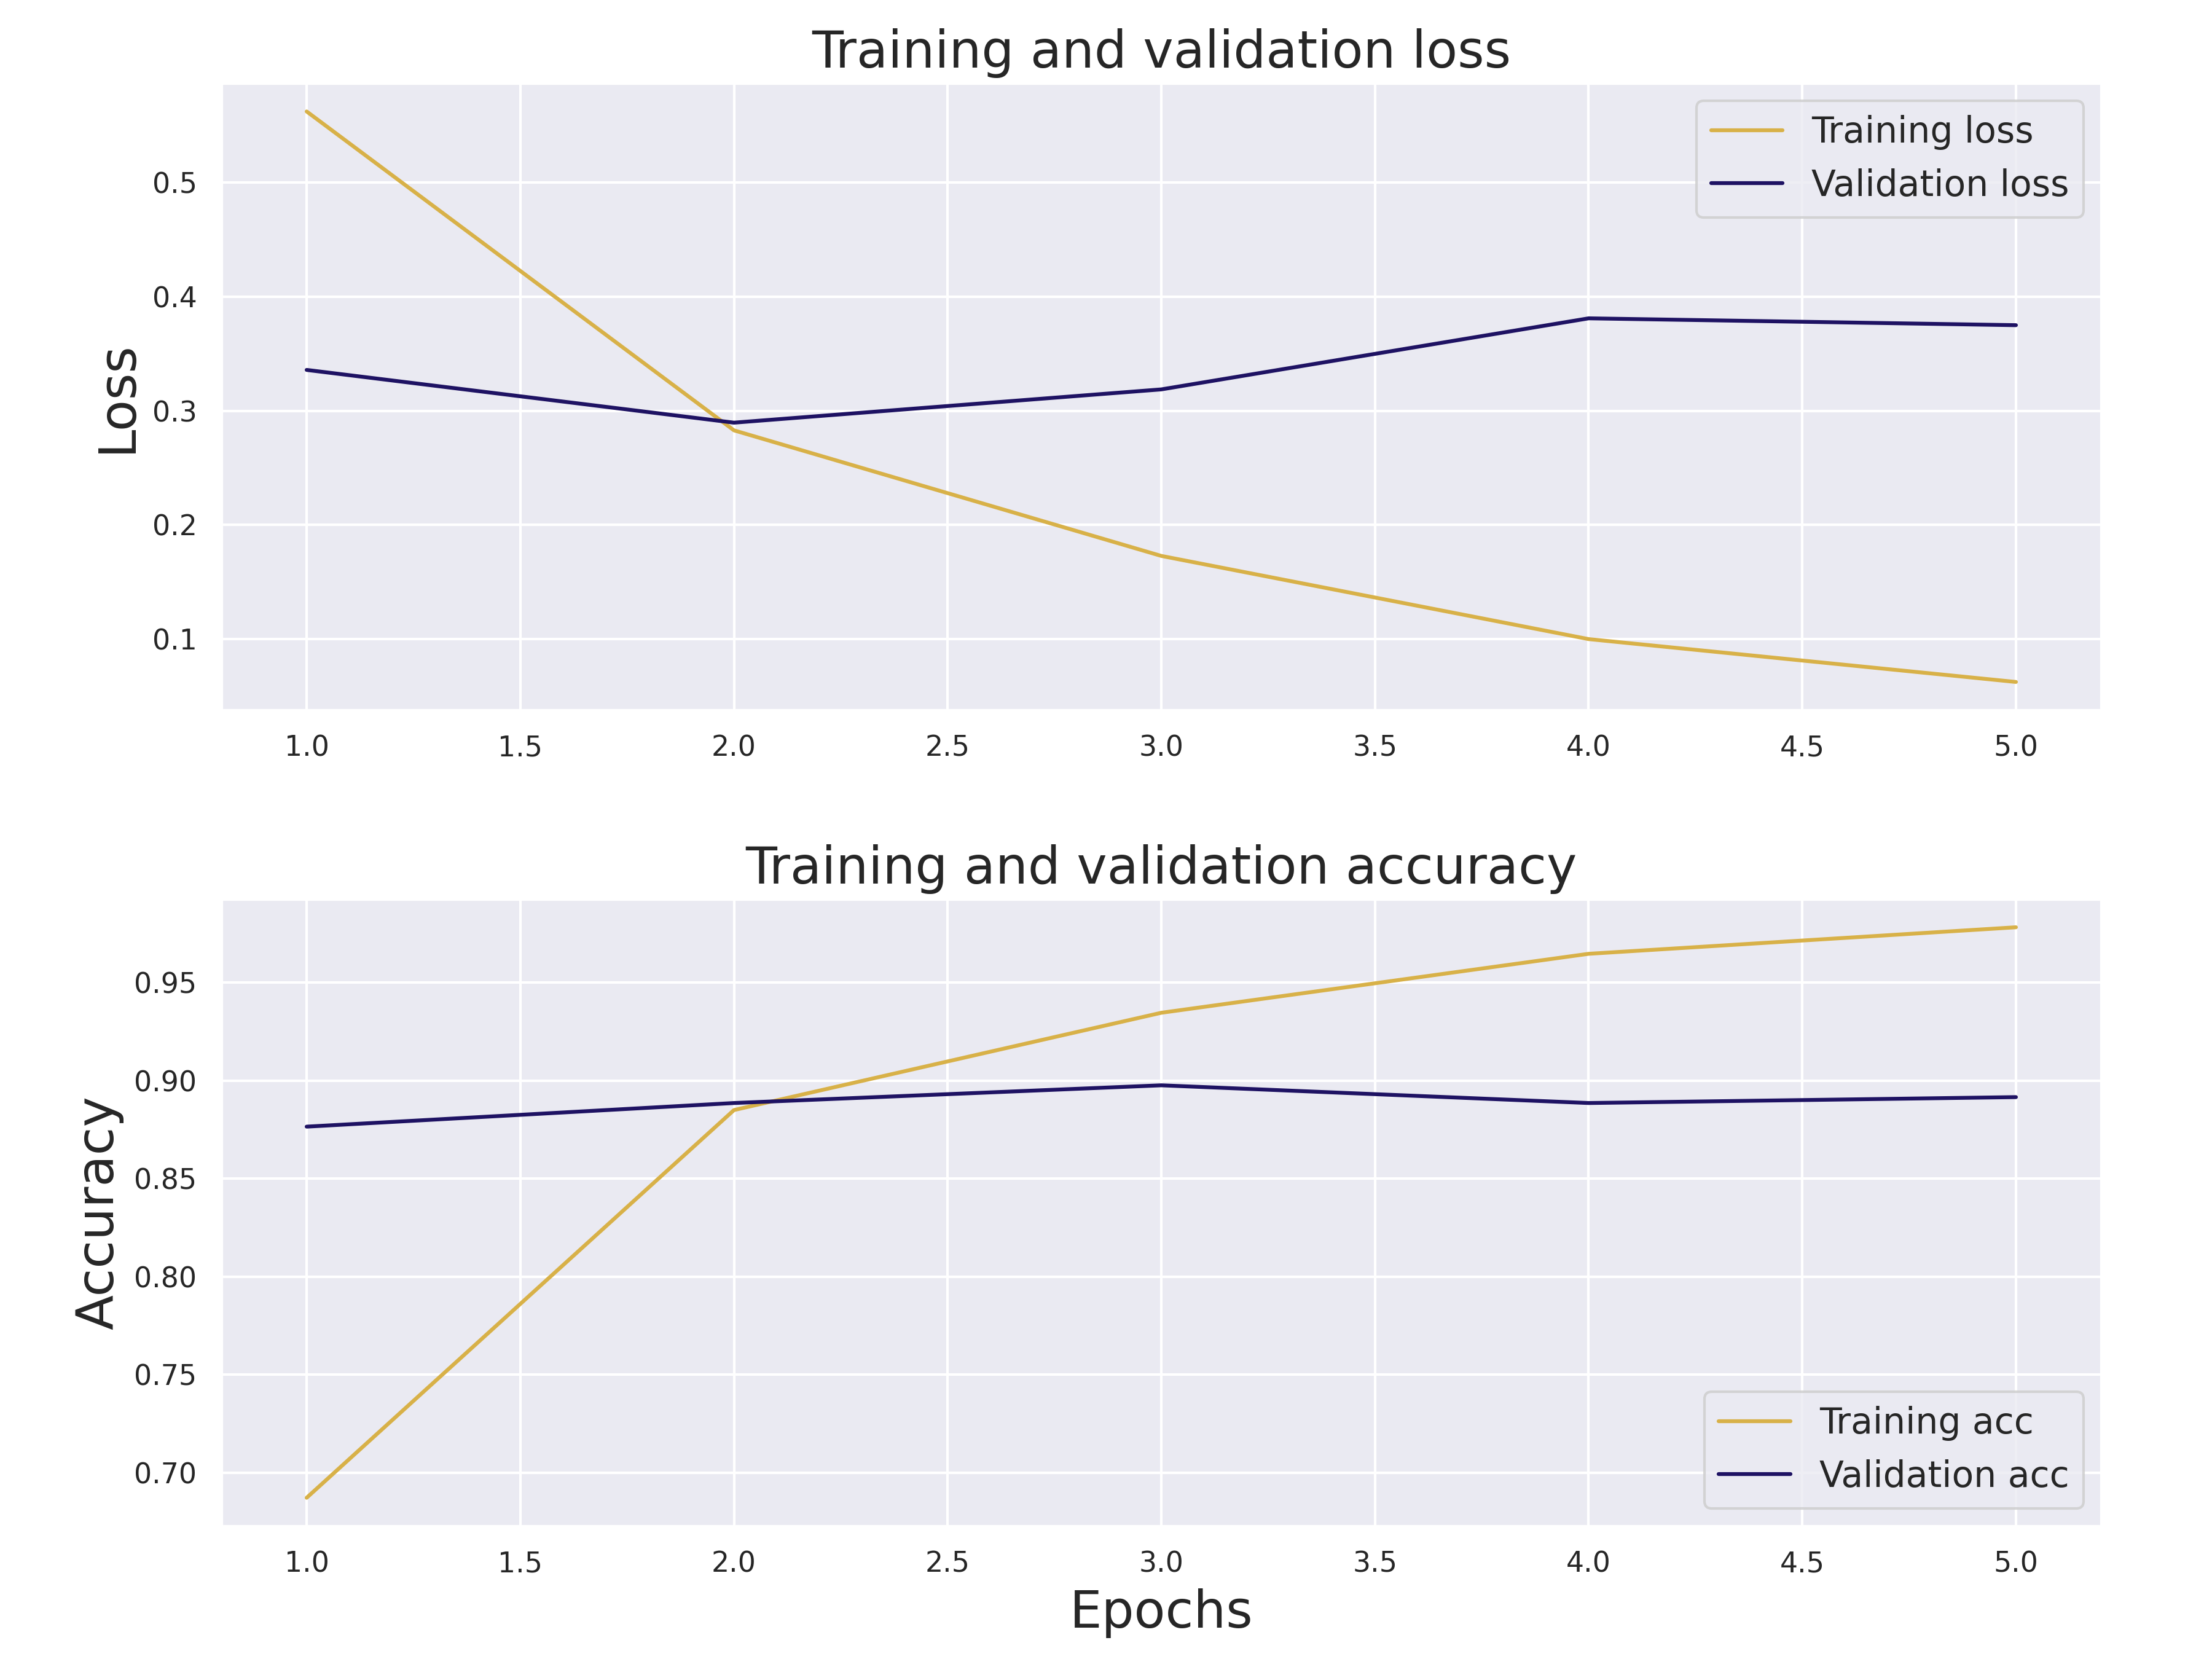 Training and validation loss
Training loss
Validation loss
Loss
0.5
0.4
0.3
0.2
0.1
1.0 1.5 2.0 2.5 3.0 3.5 4.0 4.5 5.0
Training and validation accuracy
Accuracy
0.95
0.90
0.85
0.80
0.75
0.70
Training acc
Validation acc
1.0 1.5 2.0 2.5 3.0 3.5 4.0 4.5 5.0
Epochs